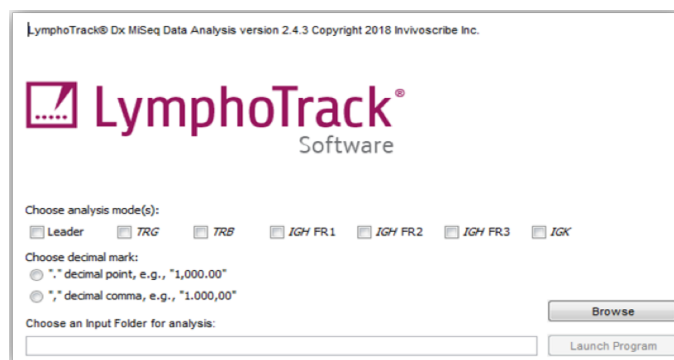 LymphoTrack® Dx MiSeq Data Analysis version 2.4.3 Copyright 2018 Invivoscribe Inc.
LymphoTrack®
Software
Choose analysis mode(s):
Leader TRG TRB IGH FR1 IGH FR2 IGH FR3 IGK
Choose decimal mark:
"." decimal point, e.g., "1,000.00"
"," decimal comma, e.g., "1.000,00"
Browse
Choose an Input Folder for analysis:
Launch Program